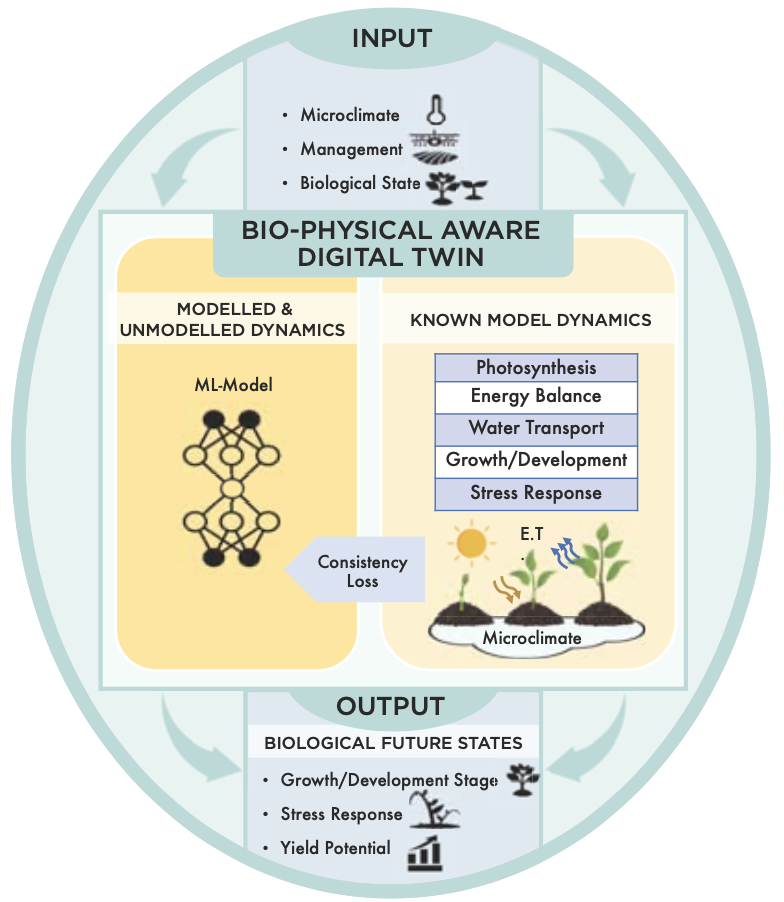 INPUT
• Microclimate
• Management
• Biological State
BIO-PHYSICAL AWARE
DIGITAL TWIN
MODELLED &
UNMODELLED DYNAMICS
ML-Model
KNOWN MODEL DYNAMICS
Photosynthesis
Energy Balance
Water Transport
Growth/Development
Stress Response
E.T
Consistency
Loss
Microclimate
OUTPUT
BIOLOGICAL FUTURE STATES
• Growth/Development Stage
• Stress Response
• Yield Potential